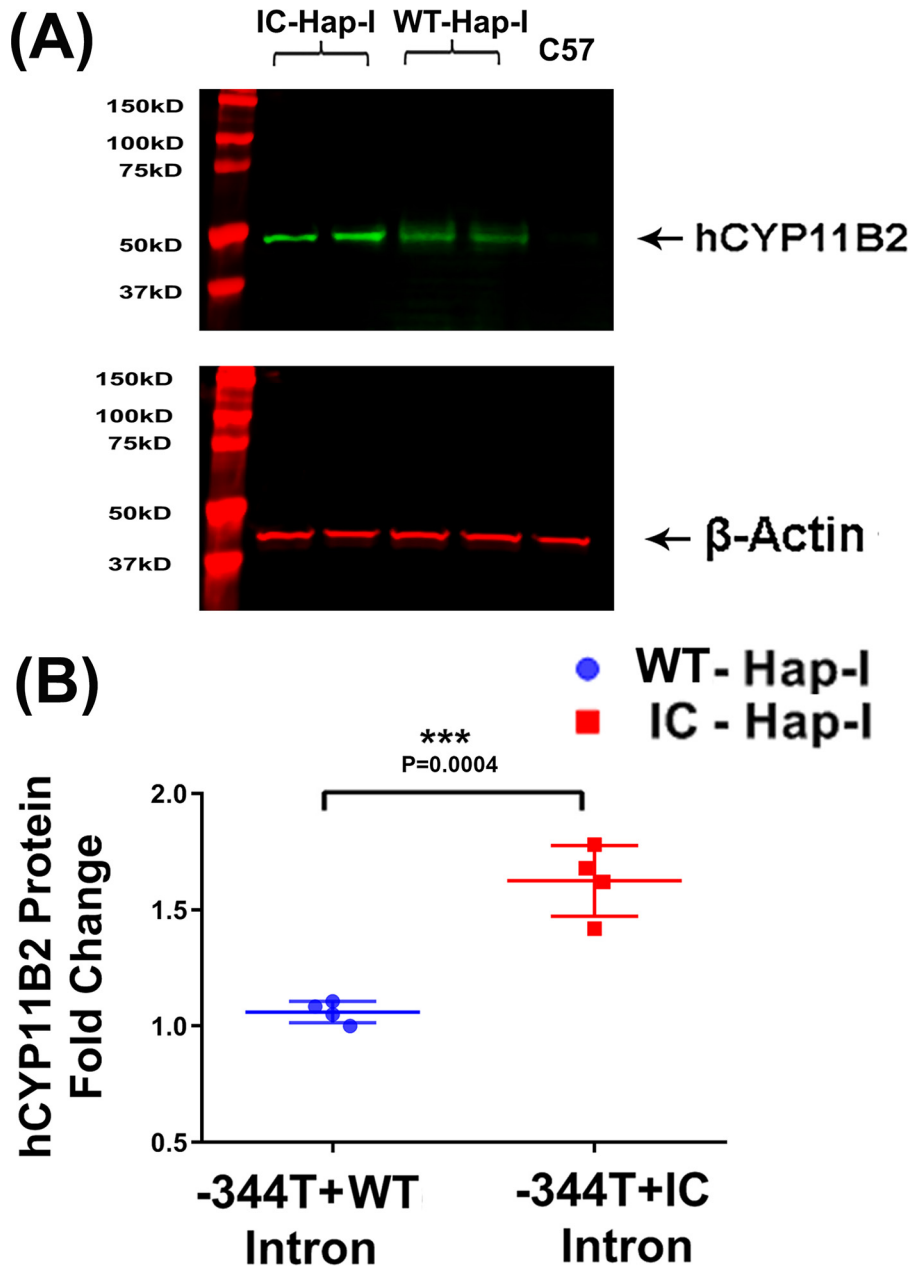 (A)
IC-Hap-I WT-Hap-I C57
150kD
100kD
75kD
50kD
37kD
← hCYP11B2
150kD
100kD
75kD
50kD
37kD
← β-Actin
(B)
WT- Hap-I
IC - Hap-I
***
P=0.0004
hCYP11B2 Protein
Fold Change
2.0
1.5
1.0
0.5
-344T+WT
Intron
-344T+IC
Intron